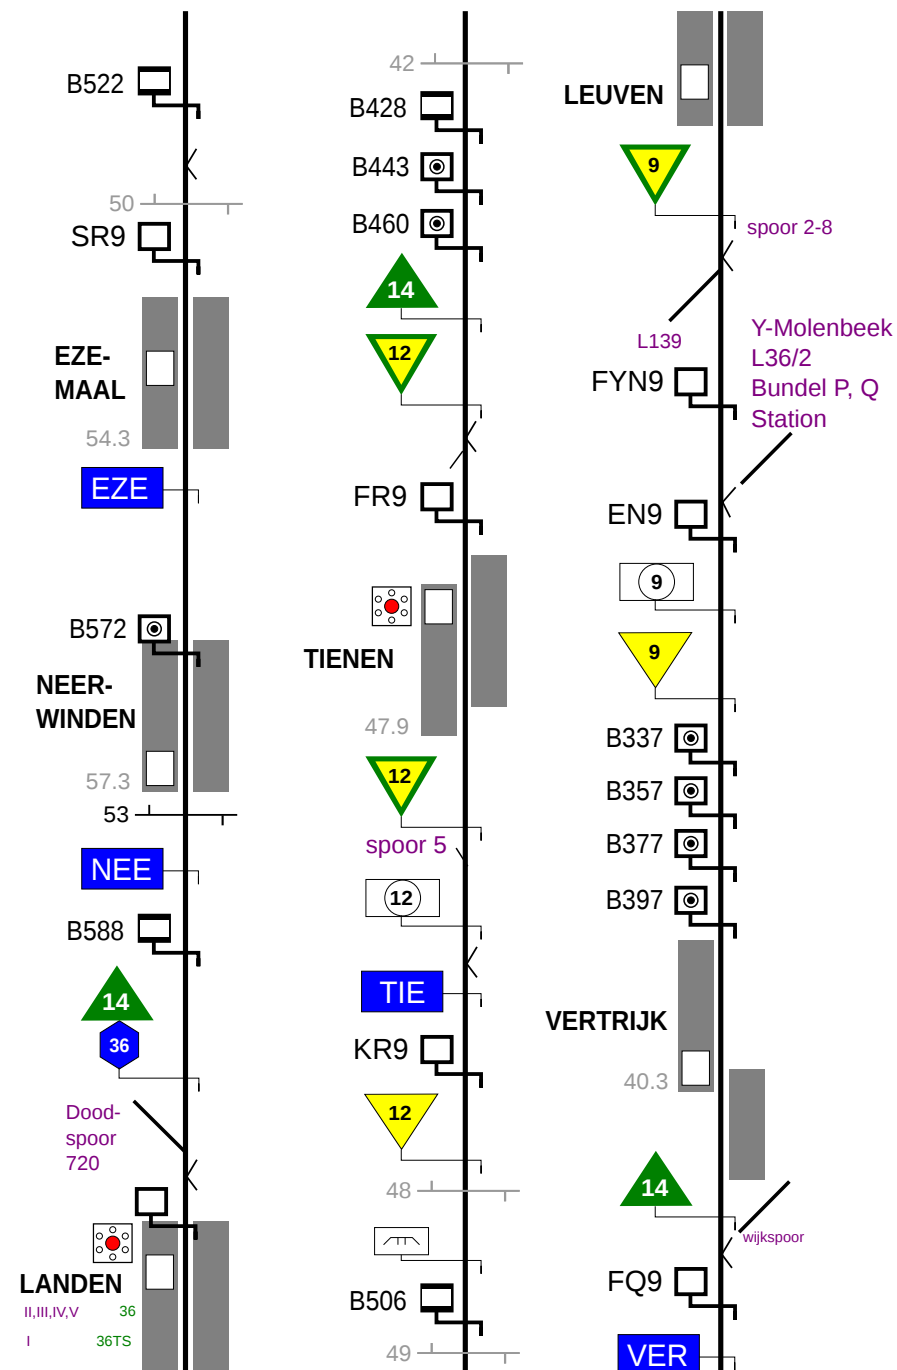 B522
50
SR9
EZE-
MAAL
54.3
EZE
B572
NEER-
WINDEN
57.3
53
NEE
B588
14
36
Dood-
spoor
720
LANDEN
II,III,IV,V 36
I 36TS
42
B428
B443
B460
14
12
FR9
TIENEN
47.9
12
spoor 5
12
TIE
KR9
12
48
B506
49
LEUVEN
9
spoor 2-8
L139
Y-Molenbeek
L36/2
Bundel P, Q
Station
FYN9
EN9
9
9
B337
B357
B377
B397
VERTRIJK
40.3
14
wijkspoor
FQ9
VER